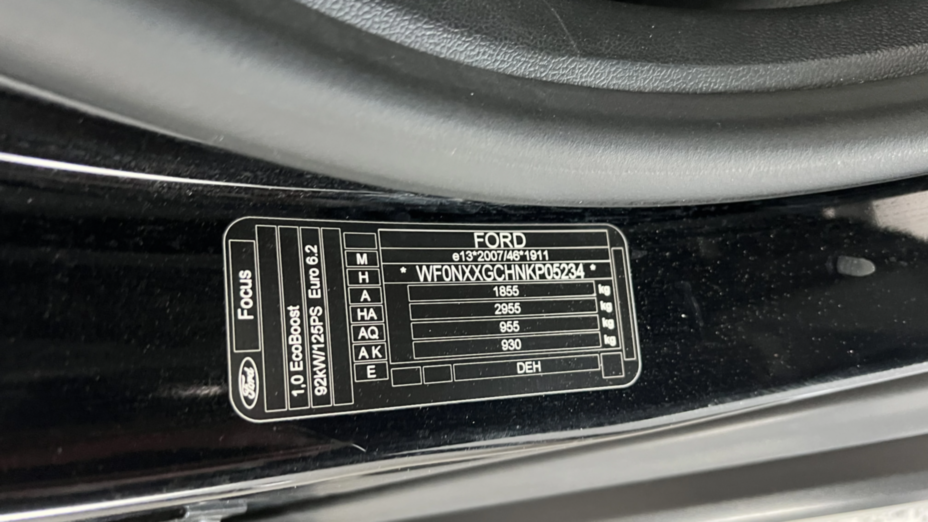 FORD
e13*2007/46*1911
* WF0NXXGCHNKP05234 *
1855 kg
2955 kg
955 kg
930 kg
DEH
M
H
A
HA
AQ
A K
E
Focus
Ford
1,0 EcoBoost
92kW/125PS Euro 6.2